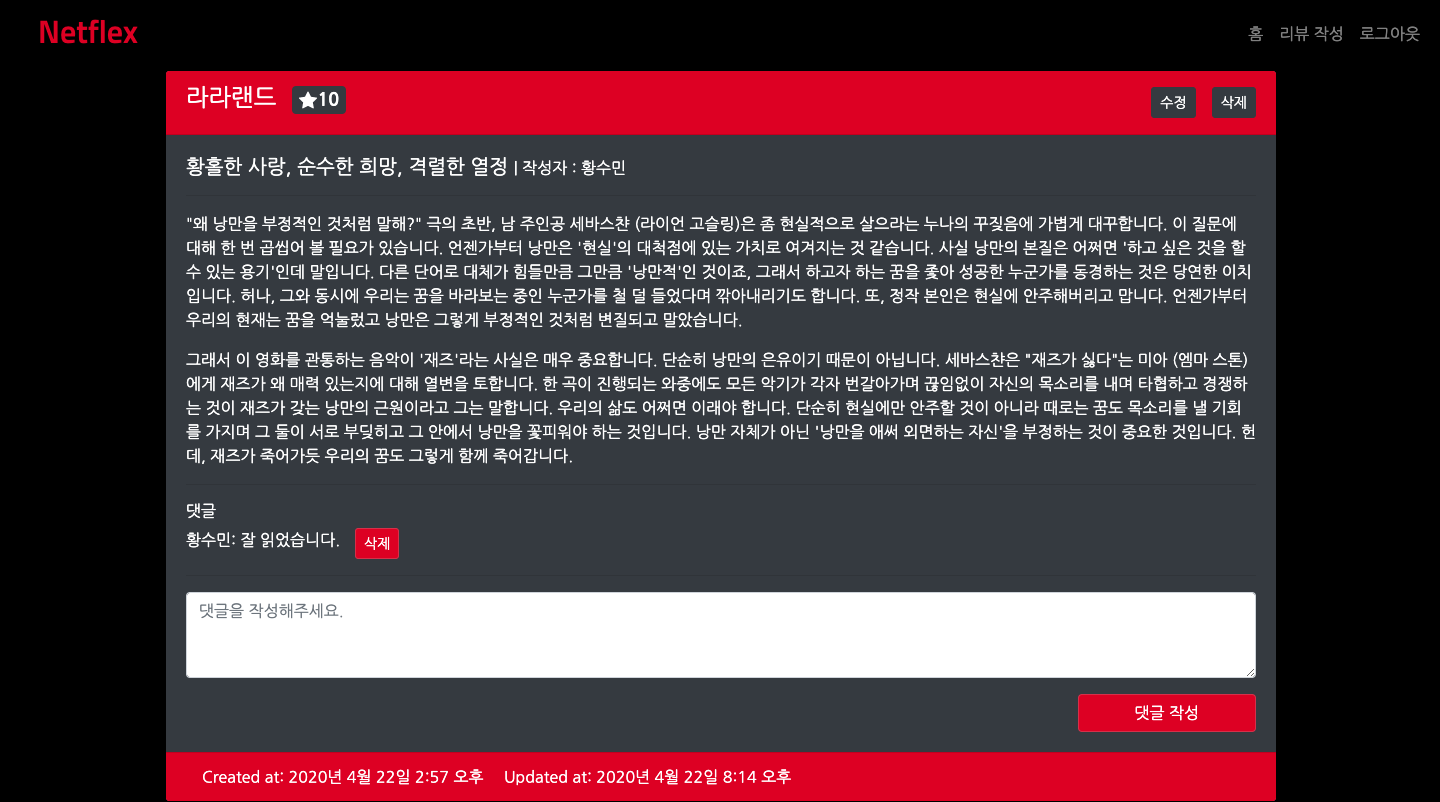 Netflex
홈 리뷰 작성 로그아웃
라라랜드 ★10
수정 삭제
황홀한 사랑, 순수한 희망, 격렬한 열정 | 작성자 : 황수민
"왜 낭만을 부정적인 것처럼 말해?" 극의 초반, 남 주인공 세바스챤 (라이언 고슬링)은 좀 현실적으로 살으라는 누나의 꾸짖음에 가볍게 대꾸합니다. 이 질문에
대해 한 번 곱씹어 볼 필요가 있습니다. 언젠가부터 낭만은 '현실'의 대척점에 있는 가치로 여겨지는 것 같습니다. 사실 낭만의 본질은 어쩌면 '하고 싶은 것을 할
수 있는 용기'인데 말입니다. 다른 단어로 대체가 힘들만큼 그만큼 '낭만적'인 것이죠, 그래서 하고자 하는 꿈을 좇아 성공한 누군가를 동경하는 것은 당연한 이치
입니다. 허나, 그와 동시에 우리는 꿈을 바라보는 중인 누군가를 철 덜 들었다며 깎아내리기도 합니다. 또, 정작 본인은 현실에 안주해버리고 맙니다. 언젠가부터
우리의 현재는 꿈을 억눌렀고 낭만은 그렇게 부정적인 것처럼 변질되고 말았습니다.
그래서 이 영화를 관통하는 음악이 '재즈'라는 사실은 매우 중요합니다. 단순히 낭만의 은유이기 때문이 아닙니다. 세바스챤은 "재즈가 싫다"는 미아 (엠마 스톤)
에게 재즈가 왜 매력 있는지에 대해 열변을 토합니다. 한 곡이 진행되는 와중에도 모든 악기가 각자 번갈아가며 끊임없이 자신의 목소리를 내며 타협하고 경쟁하
는 것이 재즈가 갖는 낭만의 근원이라고 그는 말합니다. 우리의 삶도 어쩌면 이래야 합니다. 단순히 현실에만 안주할 것이 아니라 때로는 꿈도 목소리를 낼 기회
를 가지며 그 둘이 서로 부딪히고 그 안에서 낭만을 꽃피워야 하는 것입니다. 낭만 자체가 아닌 '낭만을 애써 외면하는 자신'을 부정하는 것이 중요한 것입니다. 헌
데, 재즈가 죽어가듯 우리의 꿈도 그렇게 함께 죽어갑니다.
댓글
황수민: 잘 읽었습니다. 삭제
댓글을 작성해주세요.
댓글 작성
Created at: 2020년 4월 22일 2:57 오후 Updated at: 2020년 4월 22일 8:14 오후